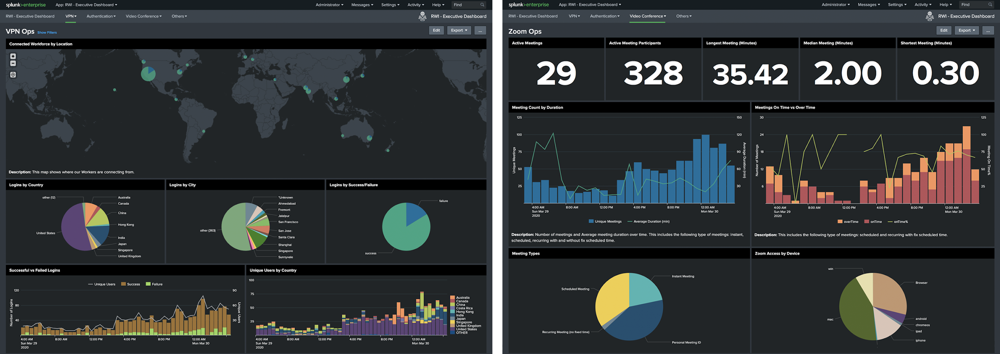 splunk>enterprise App: RWI - Executive Dashboard Administrator Messages Settings Activity Help Find
RWI - Executive Dashboard VPN Authentication Video Conference Others RWI - Executive Dashboard
VPN Ops Show Filters Edit Export ...
Connected Workforce by Location
+
−
Description: This map shows where our Workers are connecting from.
Logins by Country
other (12)
Australia
Canada
China
Hong Kong
United States
India
Japan
Singapore
United Kingdom
Logins by City
*Unknown
Ahmedabad
Fremont
Jalalpur
San Francisco
other (363)
San Jose
Santa Clara
Shanghai
Singapore
Sunnyvale
Logins by Success/Failure
failure
success
Successful vs Failed Logins
Unique Users Success Failure
Number of Logins
120
80
40
90
60
30
Unique Users
4:00 AM 8:00 AM 12:00 PM 4:00 PM 8:00 PM 12:00 AM
Sun Mar 29 Mon Mar 30
2020
Unique Users by Country
100
75
50
25
Australia
Canada
China
Costa Rica
Hong Kong
India
Japan
Singapore
United Kingdom
United States
OTHER
4:00 AM 8:00 AM 12:00 PM 4:00 PM 8:00 PM 12:00 AM
Sun Mar 29 Mon Mar 30
2020
splunk>enterprise App: RWI - Executive Dashboard Administrator Messages Settings Activity Help Find
RWI - Executive Dashboard VPN Authentication Video Conference Others RWI - Executive Dashboard
Zoom Ops Edit Export ...
Active Meetings
29
Active Meeting Participants
328
Longest Meeting (Minutes)
35.42
Median Meeting (Minutes)
2.00
Shortest Meeting (Minutes)
0.30
Meeting Count by Duration
Unique Meetings
125
100
75
50
25
150
120
90
60
30
Average Duration (min)
4:00 AM 8:00 AM 12:00 PM 4:00 PM 8:00 PM 12:00 AM
Sun Mar 29 Mon Mar 30
2020
Unique Meetings Average Duration (min)
Description: Number of meetings and Average meeting duration over time. This includes the following type of meetings: instant,
scheduled, recurring with and without fix scheduled time.
Meetings On Time vs Over Time
Number of Meetings
30
24
18
12
6
125
100
75
50
25
Meeting On Time%
4:00 AM 8:00 AM 12:00 PM 4:00 PM 8:00 PM 12:00 AM
Sun Mar 29 Mon Mar 30
2020
overTime onTime onTime%
Description: This includes the following type of meetings: scheduled and recurring with fix scheduled time.
Meeting Types
Instant Meeting
Scheduled Meeting
Recurring Meeting (no fixed time)
Personal Meeting ID
Zoom Access by Device
win
Browser
mac
android
chromeos
ipad
iphone